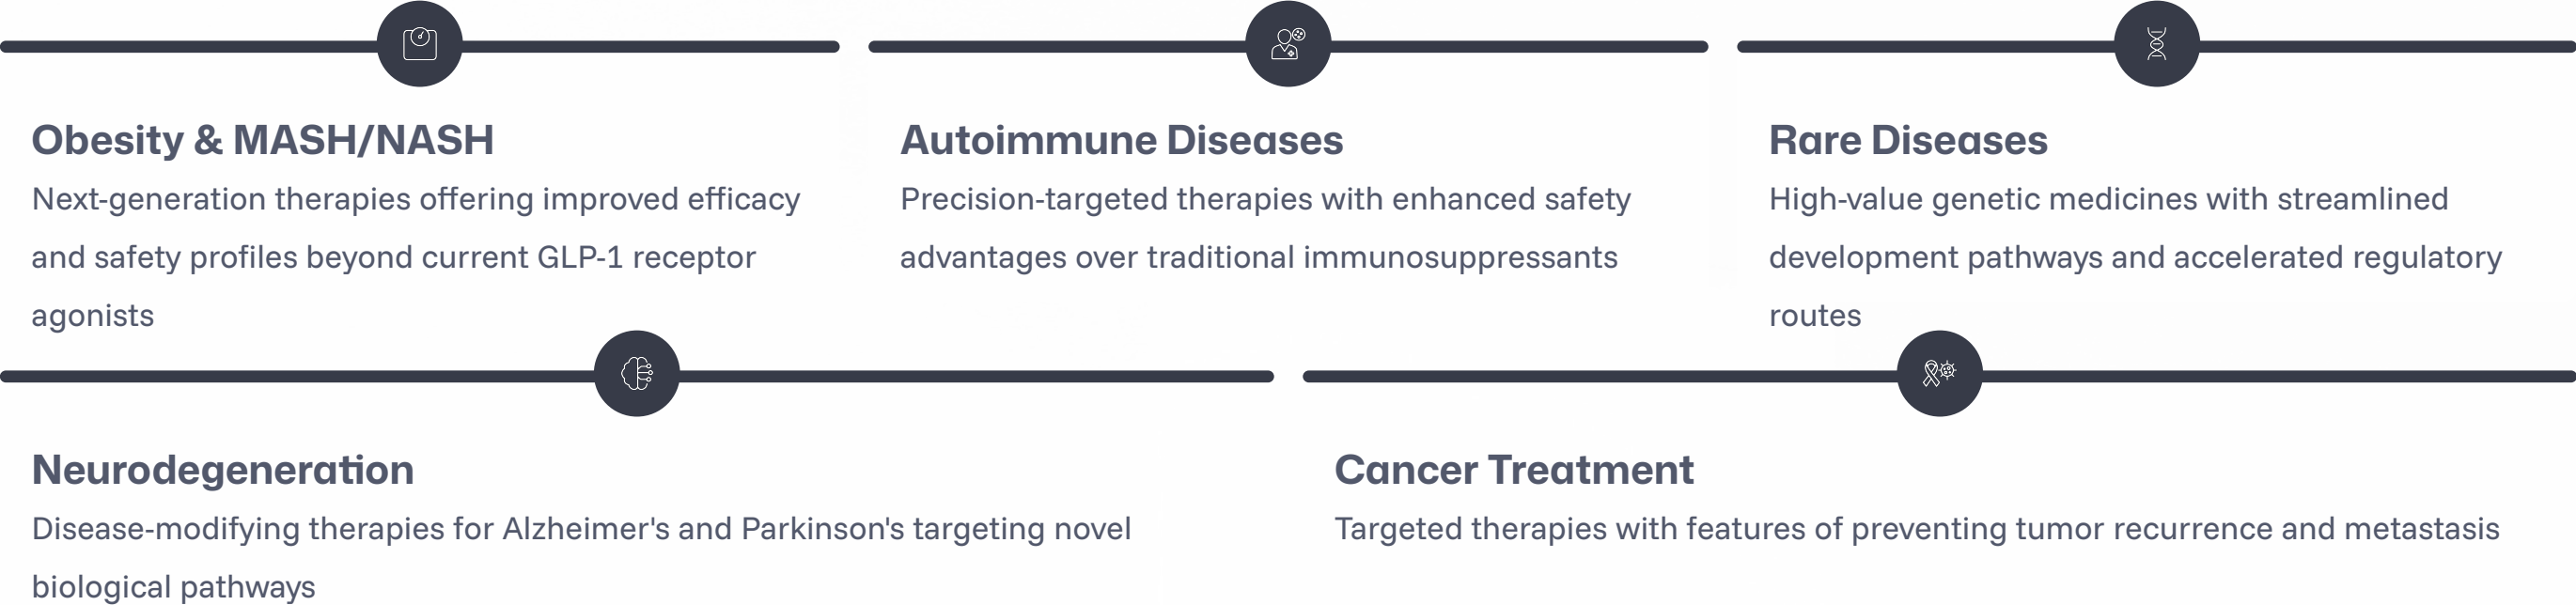 Obesity & MASH/NASH
Next-generation therapies offering improved efficacy
and safety profiles beyond current GLP-1 receptor
agonists
Autoimmune Diseases
Precision-targeted therapies with enhanced safety
advantages over traditional immunosuppressants
Rare Diseases
High-value genetic medicines with streamlined
development pathways and accelerated regulatory
routes
Neurodegeneration
Disease-modifying therapies for Alzheimer's and Parkinson's targeting novel
biological pathways
Cancer Treatment
Targeted therapies with features of preventing tumor recurrence and metastasis